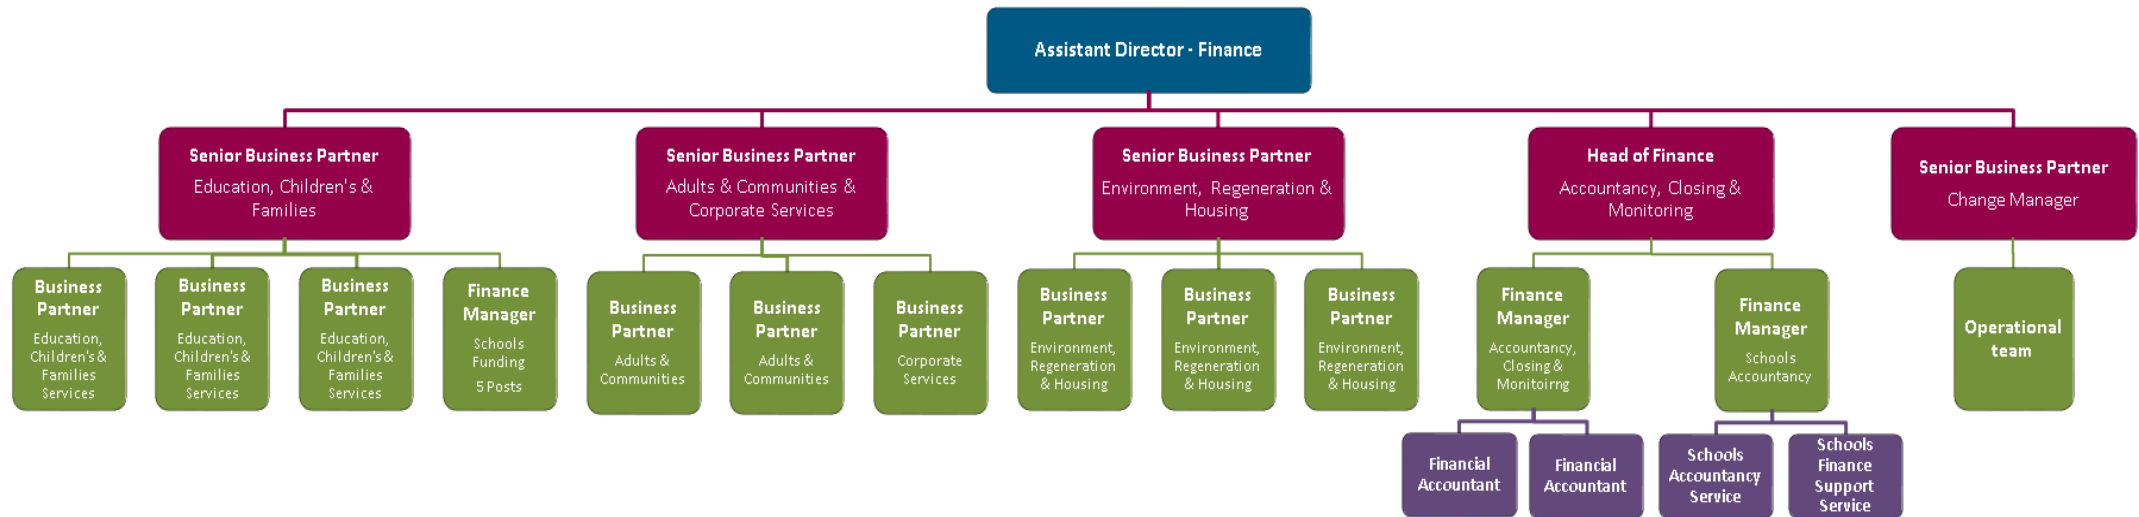 Assistant Director - Finance
Senior Business Partner
Education, Children's &
Families
Senior Business Partner
Adults & Communities &
Corporate Services
Senior Business Partner
Environment, Regeneration &
Housing
Head of Finance
Accountancy, Closing &
Monitoring
Senior Business Partner
Change Manager
Business
Partner
Education,
Children's &
Families
Services
Business
Partner
Education,
Children's &
Families
Services
Business
Partner
Education,
Children's &
Families
Services
Finance
Manager
Schools
Funding
5 Posts
Business
Partner
Adults &
Communities
Business
Partner
Adults &
Communities
Business
Partner
Corporate
Services
Business
Partner
Environment,
Regeneration
& Housing
Business
Partner
Environment,
Regeneration
& Housing
Business
Partner
Environment,
Regeneration
& Housing
Finance
Manager
Accountancy,
Closing &
Monitoirng
Finance
Manager
Schools
Accountancy
Operational
team
Financial
Accountant
Financial
Accountant
Schools
Accountancy
Service
Schools
Finance
Support
Service